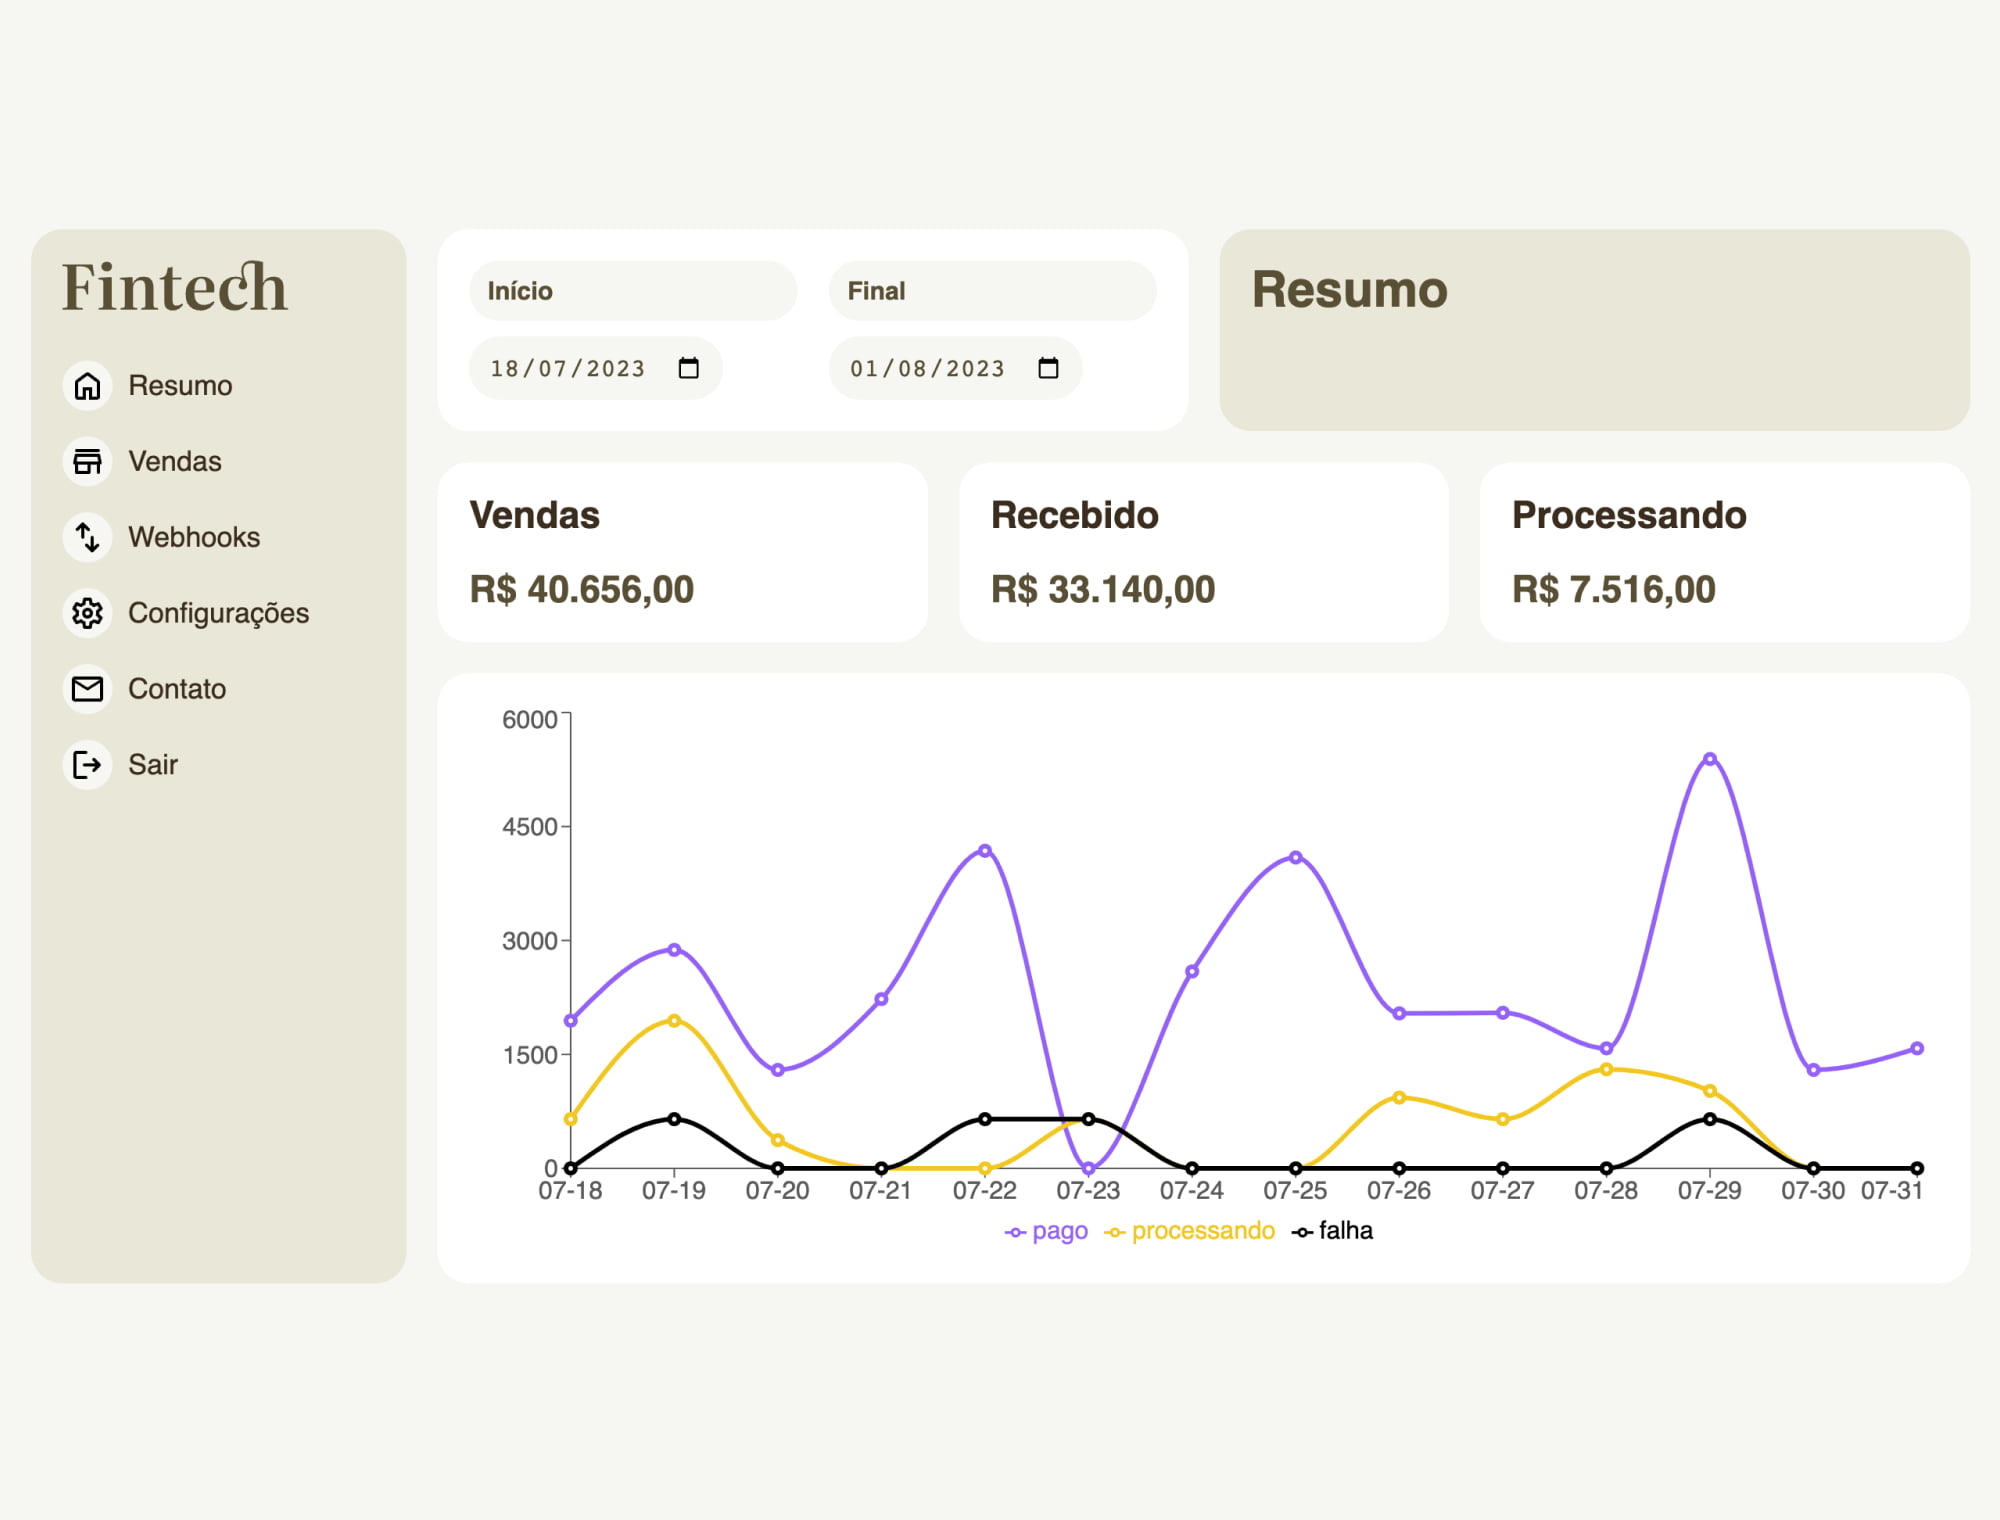 Fintech
Resumo
Vendas
Webhooks
Configurações
Contato
Sair
Início
Final
18/07/2023
01/08/2023
Resumo
Vendas
R$ 40.656,00
Recebido
R$ 33.140,00
Processando
R$ 7.516,00
6000
4500
3000
1500
0
07-18 07-19 07-20 07-21 07-22 07-23 07-24 07-25 07-26 07-27 07-28 07-29 07-30 07-31
pago processando falha